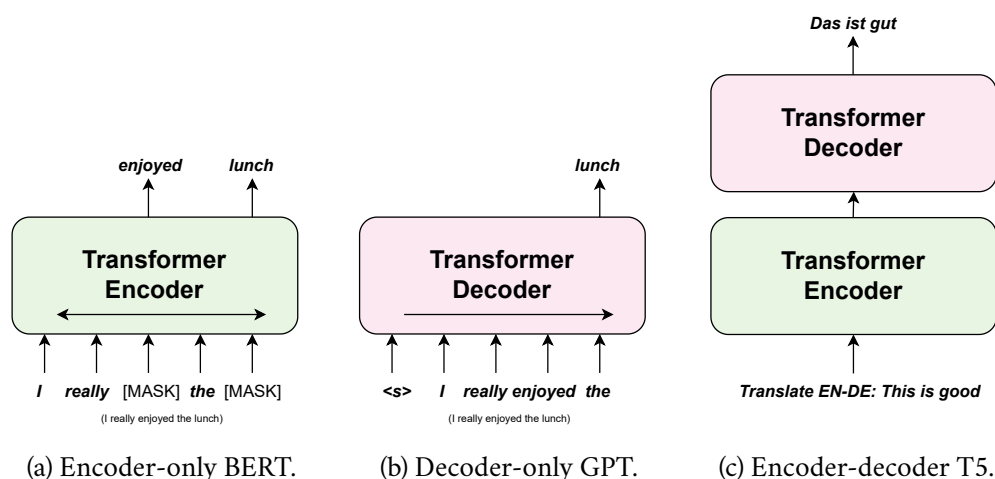 enjoyed lunch
Transformer
Encoder
I really [MASK] the [MASK]
(I really enjoyed the lunch)
(a) Encoder-only BERT.
lunch
Transformer
Decoder
<s> I really enjoyed the
(I really enjoyed the lunch)
(b) Decoder-only GPT.
Das ist gut
Transformer
Decoder
Transformer
Encoder
Translate EN-DE: This is good
(c) Encoder-decoder T5.